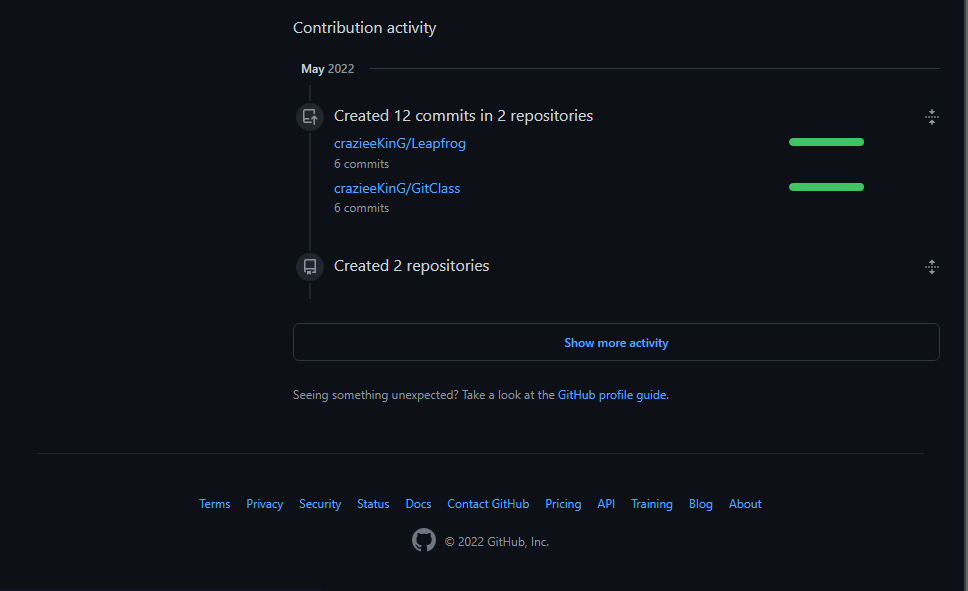 Contribution activity
May 2022
Created 12 commits in 2 repositories
crazieeKinG/Leapfrog
6 commits
crazieeKinG/GitClass
6 commits
Created 2 repositories
Show more activity
Seeing something unexpected? Take a look at the GitHub profile guide.
Terms Privacy Security Status Docs Contact GitHub Pricing API Training Blog About
© 2022 GitHub, Inc.